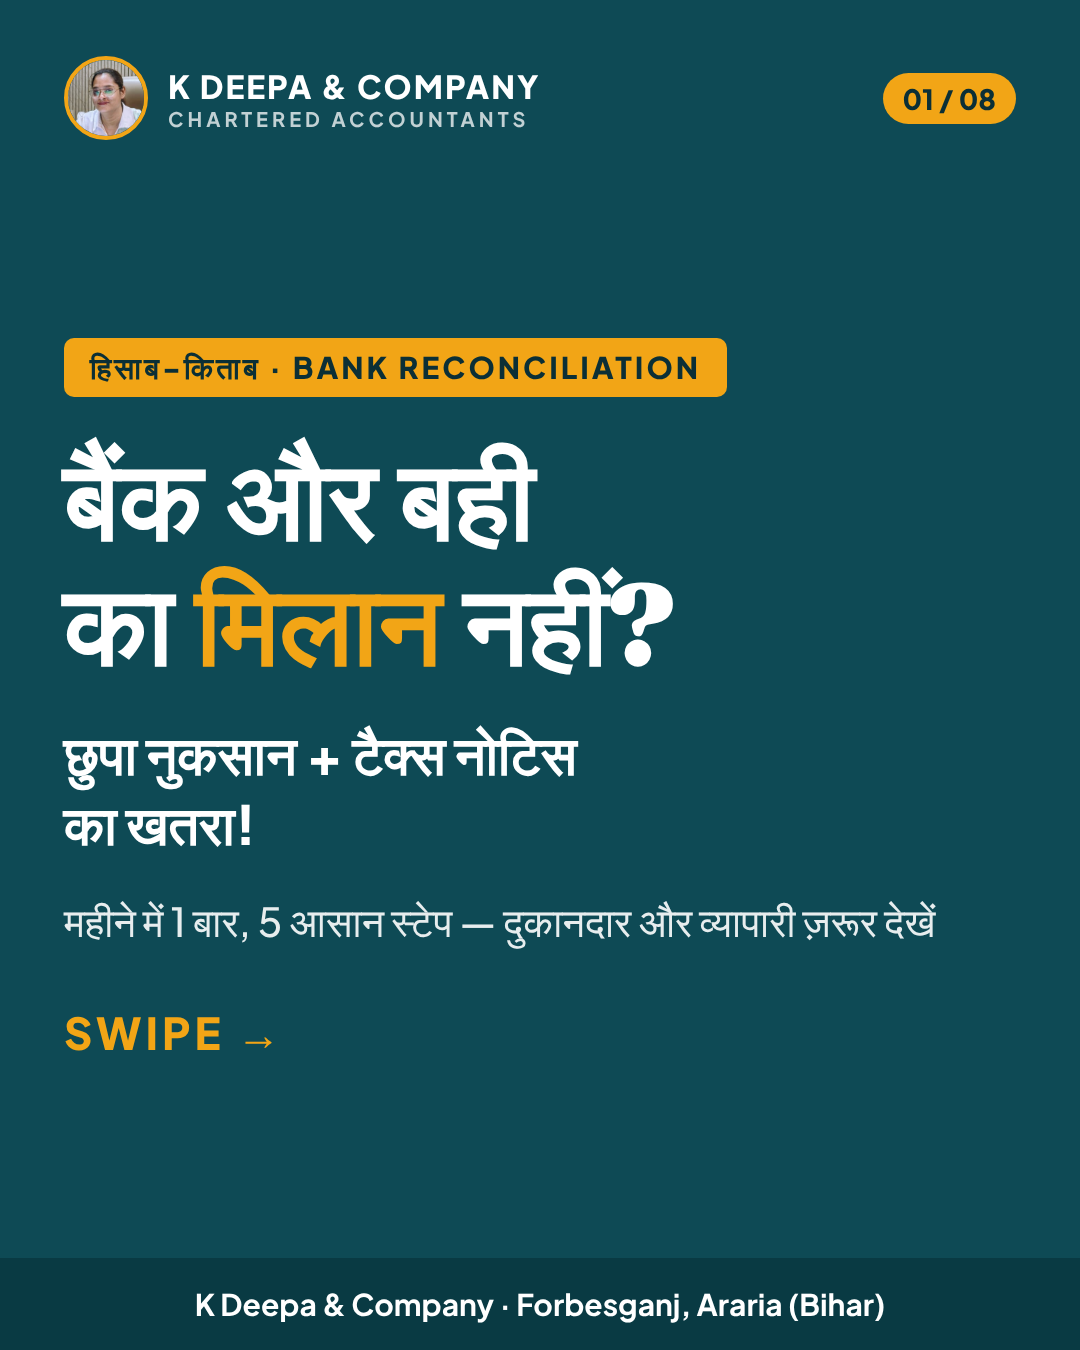 K DEEPA & COMPANY
CHARTERED ACCOUNTANTS
01 / 08
हिसाब-किताब · BANK RECONCILIATION
बैंक और बही
का मिलान नहीं?
छुपा नुकसान + टैक्स नोटिस
का खतरा!
महीने में 1 बार, 5 आसान स्टेप — दुकानदार और व्यापारी ज़रूर देखें
SWIPE →
K Deepa & Company · Forbesganj, Araria (Bihar)